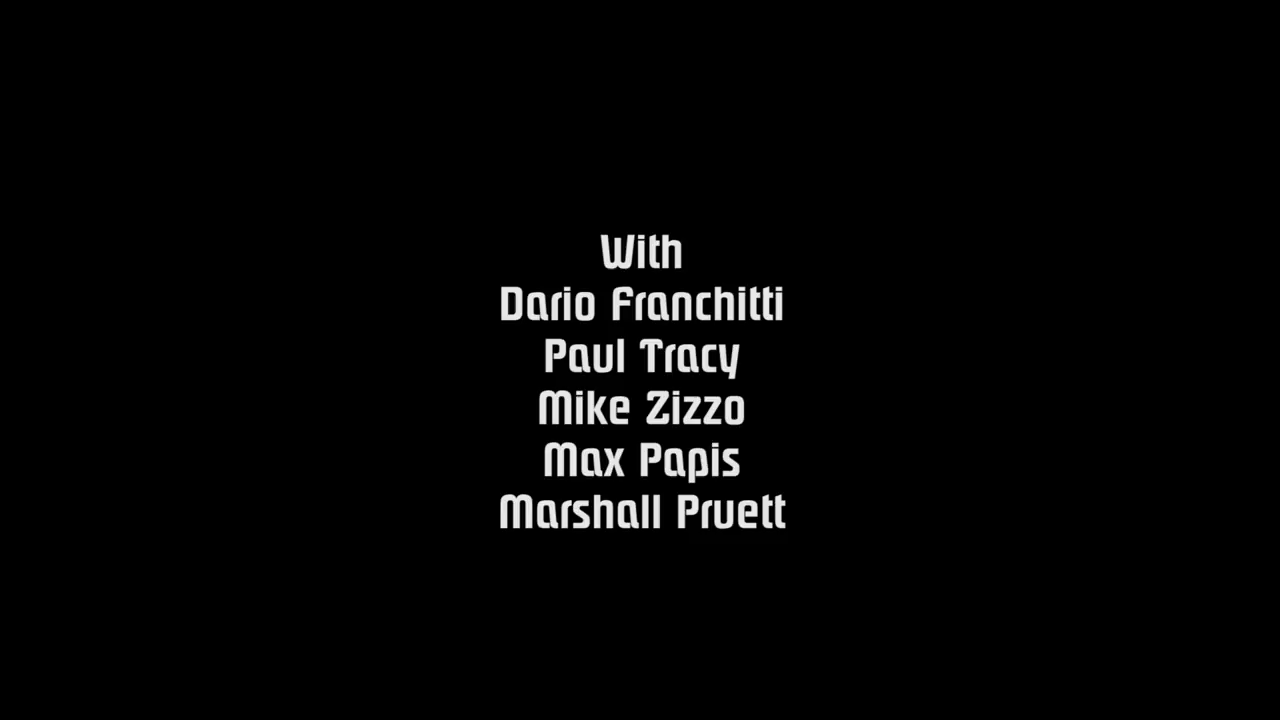 With
Dario Franchitti
Paul Tracy
Mike Zizzo
Max Papis
Marshall Pruett